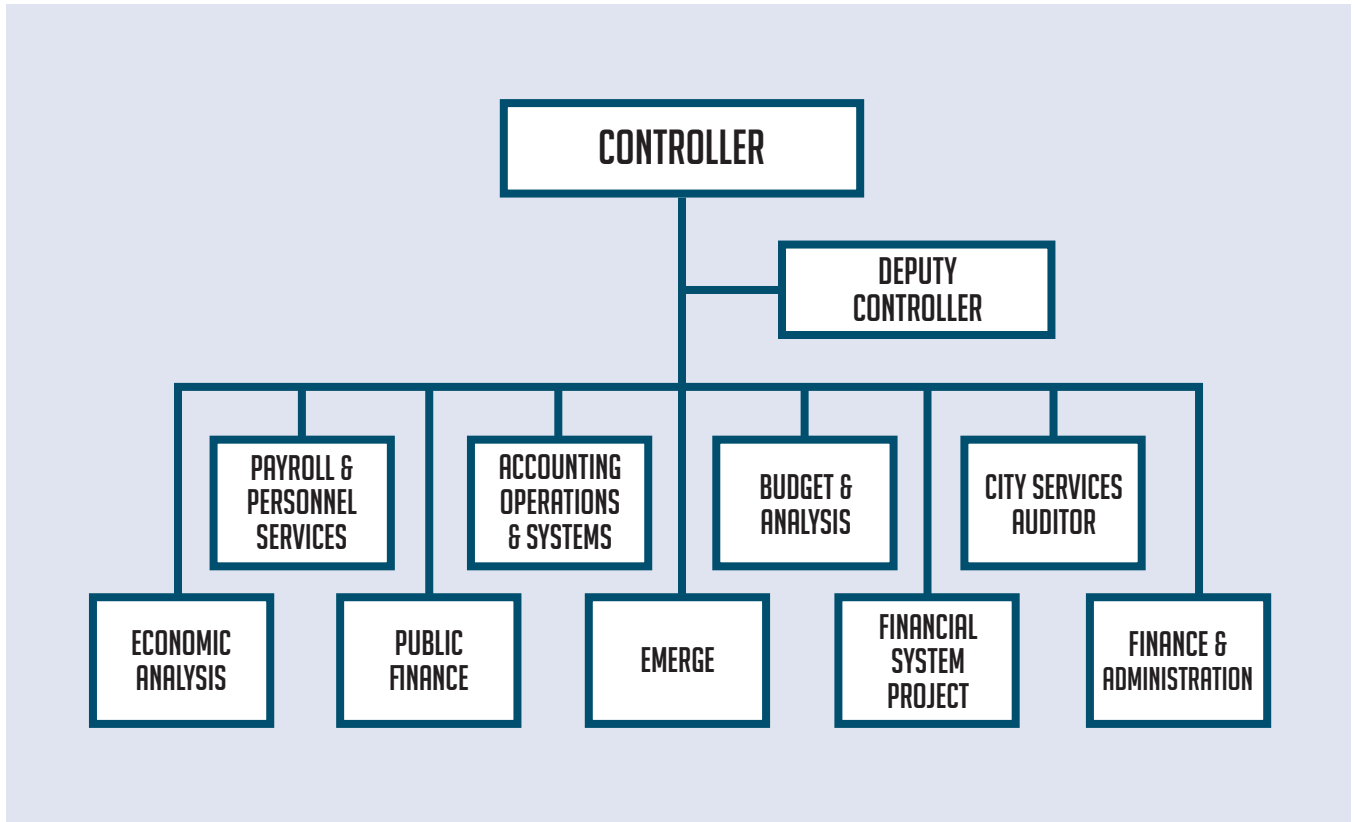 CONTROLLER
DEPUTY
CONTROLLER
PAYROLL &
PERSONNEL
SERVICES
ACCOUNTING
OPERATIONS
& SYSTEMS
BUDGET &
ANALYSIS
CITY SERVICES
AUDITOR
ECONOMIC
ANALYSIS
PUBLIC
FINANCE
EMERGE
FINANCIAL
SYSTEM
PROJECT
FINANCE &
ADMINISTRATION